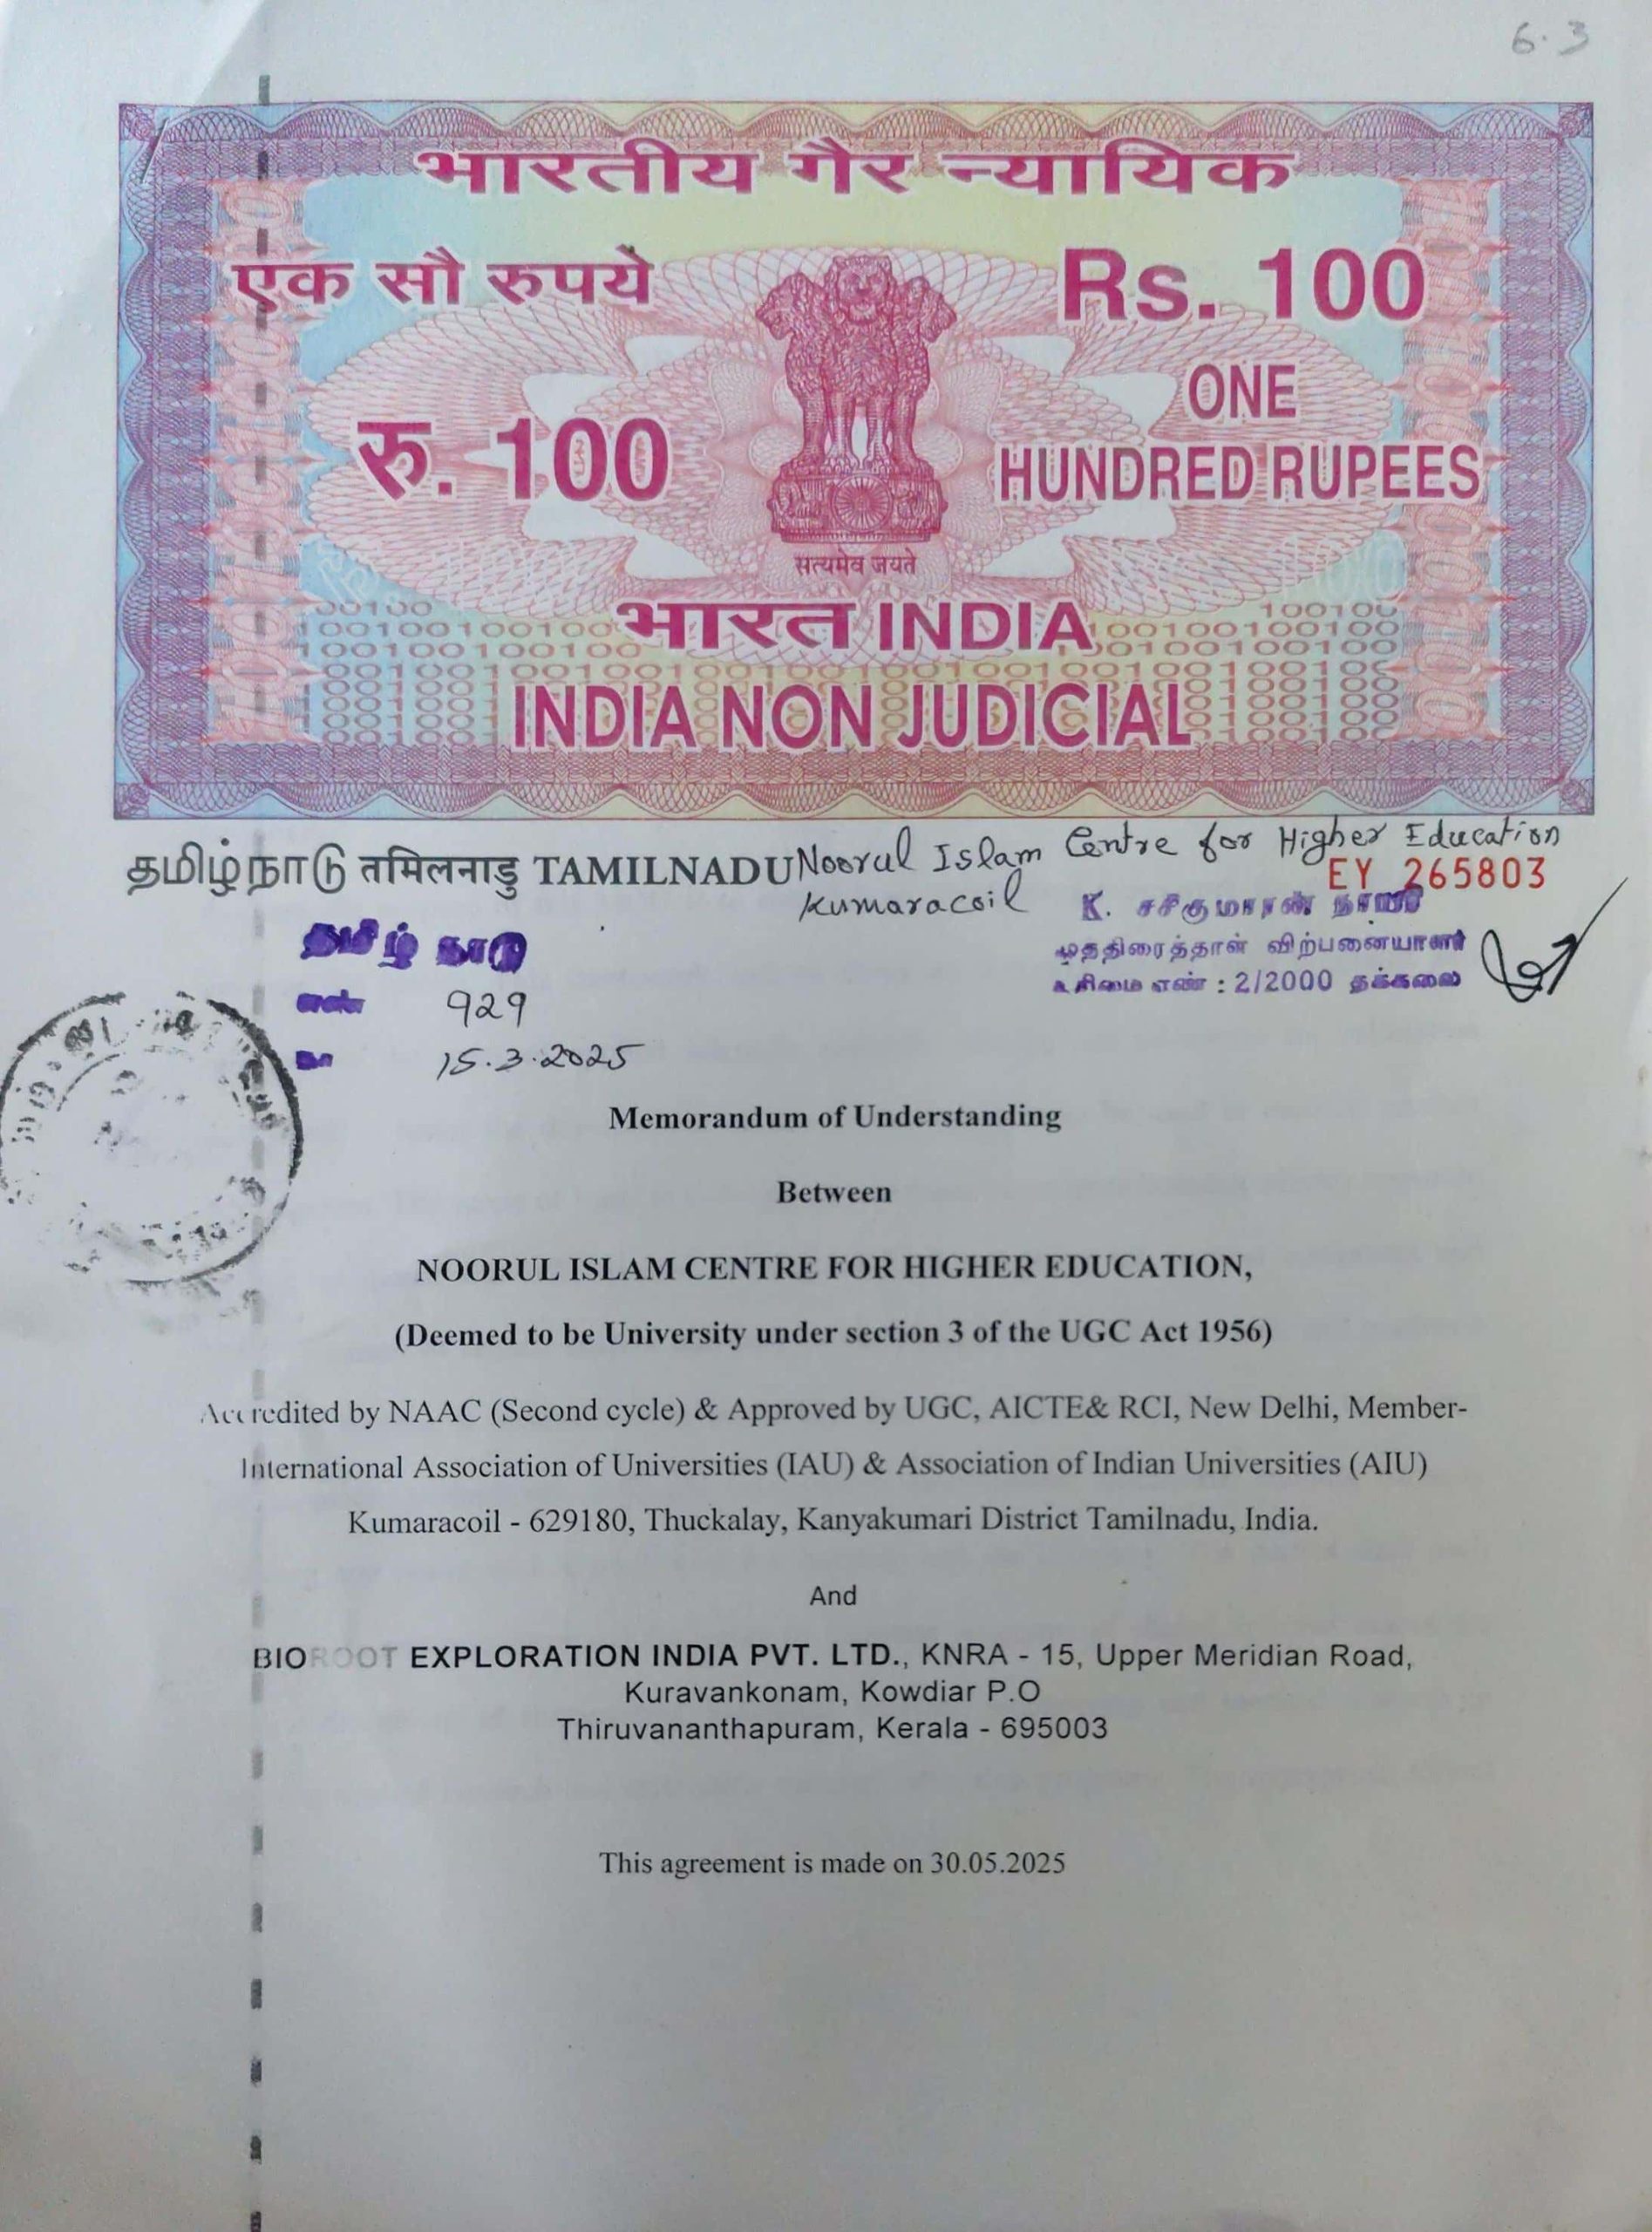 6.3
भारतीय गैर न्यायिक
एक सौ रुपये
Rs. 100
रु. 100
ONE
HUNDRED RUPEES
सत्यमेव जयते
भारत INDIA
INDIA NON JUDICIAL
தமிழ்நாடு तमिलनाडु TAMILNADU
Noorul Islam Centre for Higher Education
Kumaracoil
EY 265803
தமிழ் நாடு
எண் 929
நாள் 15.3.2025
K. சசிகுமாரன் நாயர்
முத்திரைத்தாள் விற்பனையாளர்
உரிமை எண் : 2/2000 தக்கலை
Memorandum of Understanding
Between
NOORUL ISLAM CENTRE FOR HIGHER EDUCATION,
(Deemed to be University under section 3 of the UGC Act 1956)
Accredited by NAAC (Second cycle) & Approved by UGC, AICTE& RCI, New Delhi, Member-
International Association of Universities (IAU) & Association of Indian Universities (AIU)
Kumaracoil - 629180, Thuckalay, Kanyakumari District Tamilnadu, India.
And
BIOROOT EXPLORATION INDIA PVT. LTD., KNRA - 15, Upper Meridian Road,
Kuravankonam, Kowdiar P.O
Thiruvananthapuram, Kerala - 695003
This agreement is made on 30.05.2025